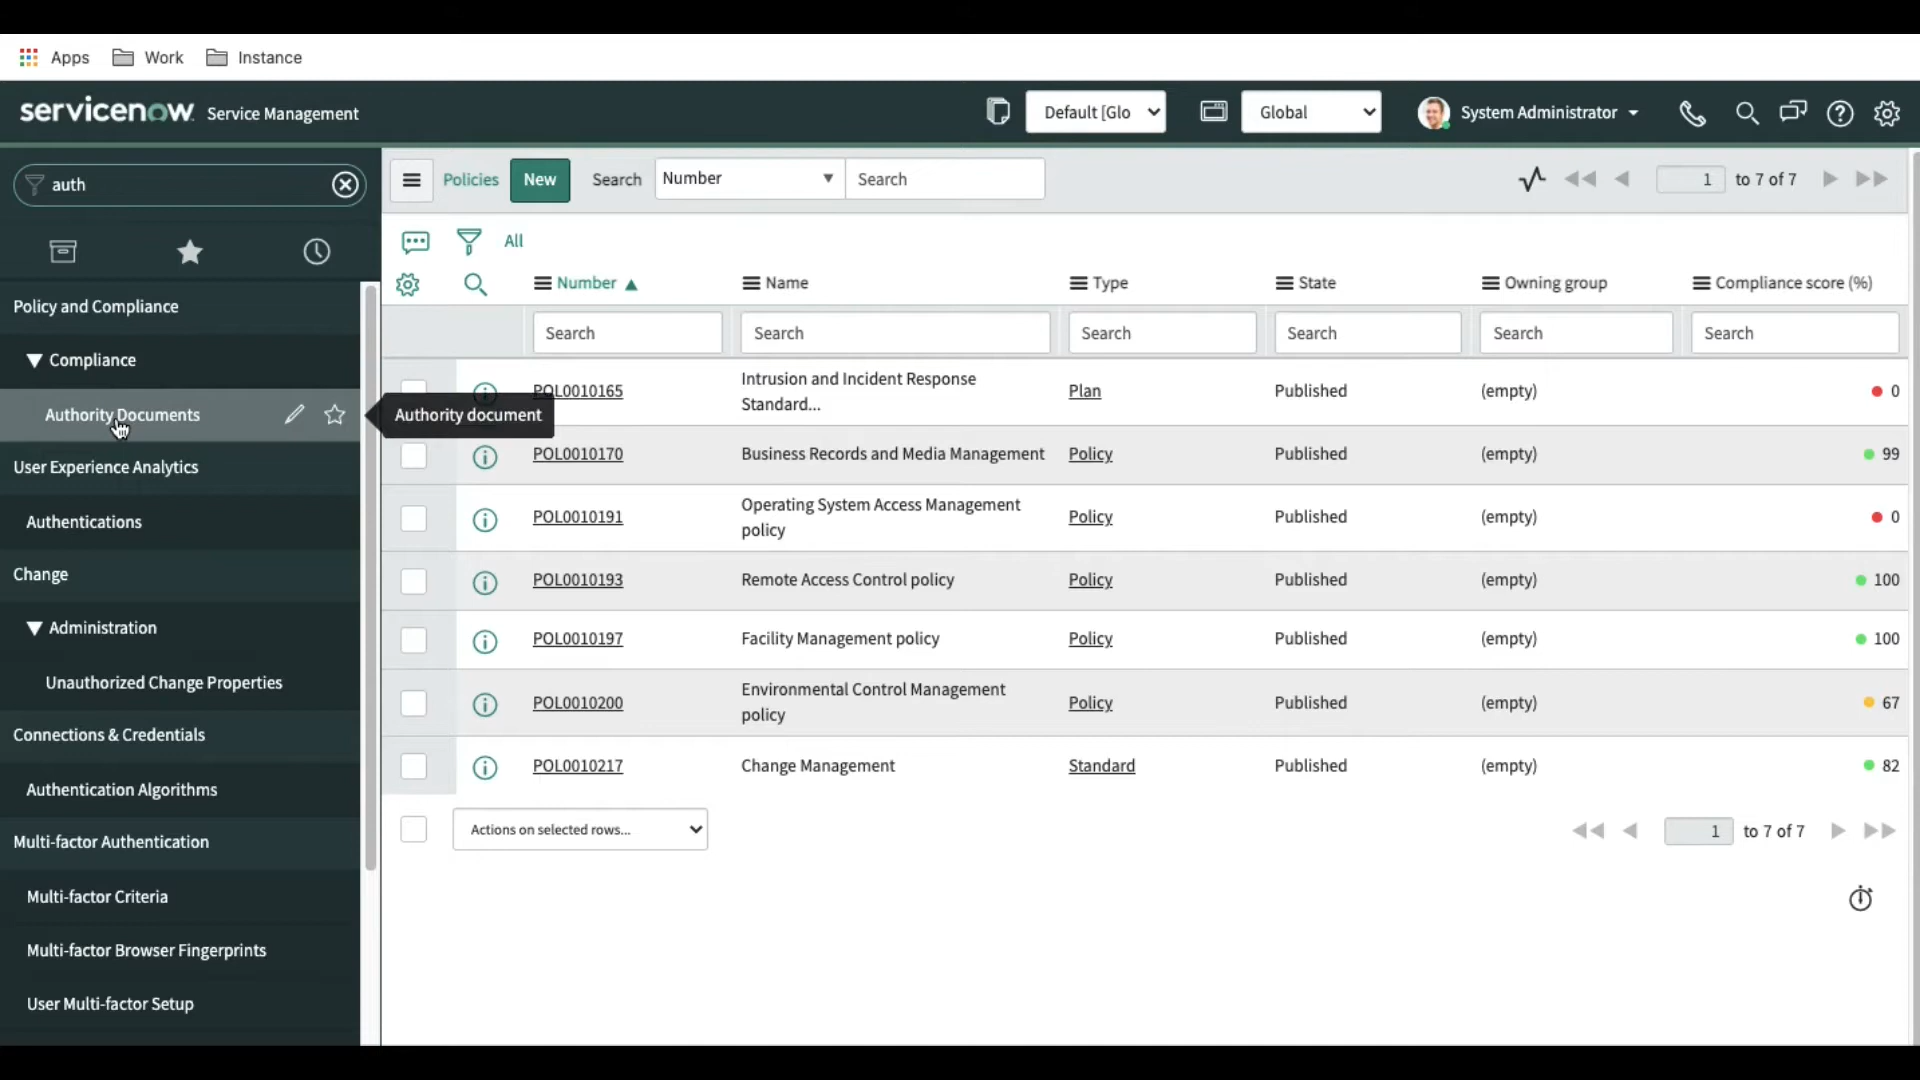 Apps Work Instance
servicenow Service Management Default [Glo Global System Administrator
auth
Policies New Search Number Search 1 to 7 of 7
All
Number Name Type State Owning group Compliance score (%)
Search Search Search Search Search Search
Policy and Compliance
Compliance
Authority Documents
Authority document
User Experience Analytics
Authentications
Change
Administration
Unauthorized Change Properties
Connections & Credentials
Authentication Algorithms
Multi-factor Authentication
Multi-factor Criteria
Multi-factor Browser Fingerprints
User Multi-factor Setup
POL0010165 Intrusion and Incident Response Standard... Plan Published (empty) 0
POL0010170 Business Records and Media Management Policy Published (empty) 99
POL0010191 Operating System Access Management policy Policy Published (empty) 0
POL0010193 Remote Access Control policy Policy Published (empty) 100
POL0010197 Facility Management policy Policy Published (empty) 100
POL0010200 Environmental Control Management policy Policy Published (empty) 67
POL0010217 Change Management Standard Published (empty) 82
Actions on selected rows... 1 to 7 of 7